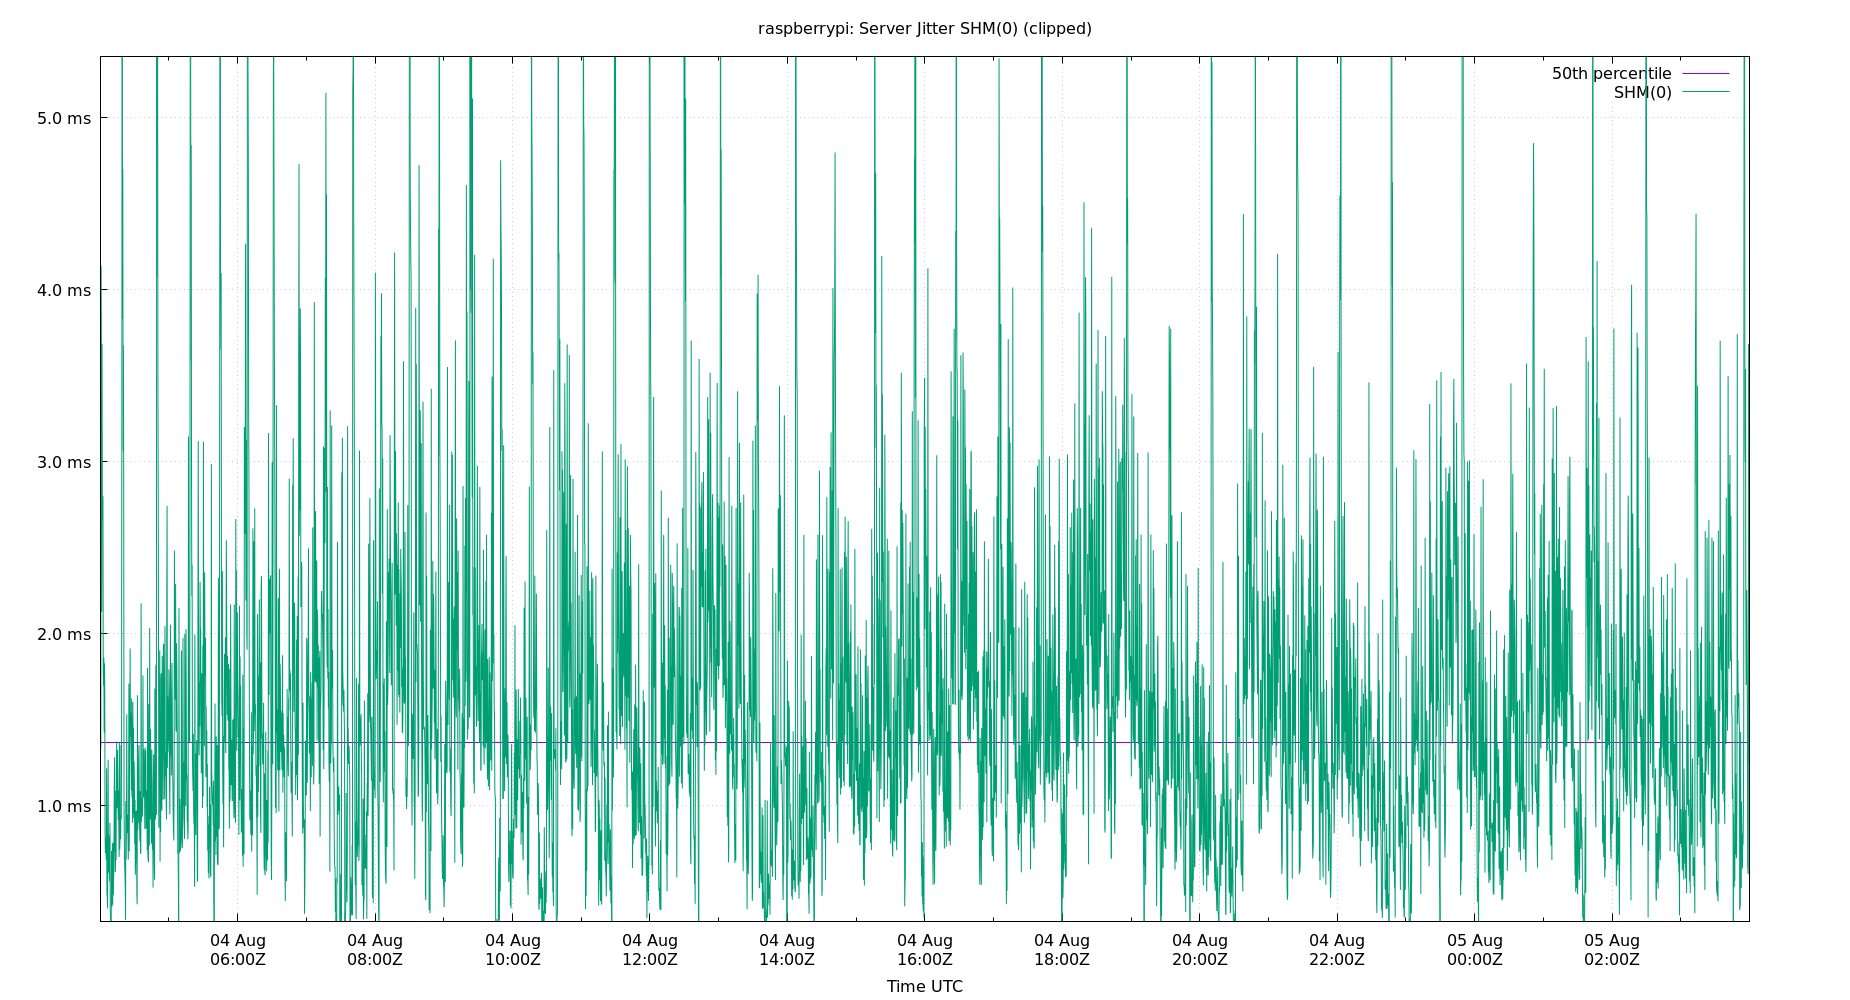 raspberrypi: Server Jitter SHM(0) (clipped)
50th percentile
SHM(0)
5.0 ms
4.0 ms
3.0 ms
2.0 ms
1.0 ms
04 Aug 04 Aug 04 Aug 04 Aug 04 Aug 04 Aug 04 Aug 04 Aug 04 Aug 05 Aug 05 Aug
06:00Z 08:00Z 10:00Z 12:00Z 14:00Z 16:00Z 18:00Z 20:00Z 22:00Z 00:00Z 02:00Z
Time UTC